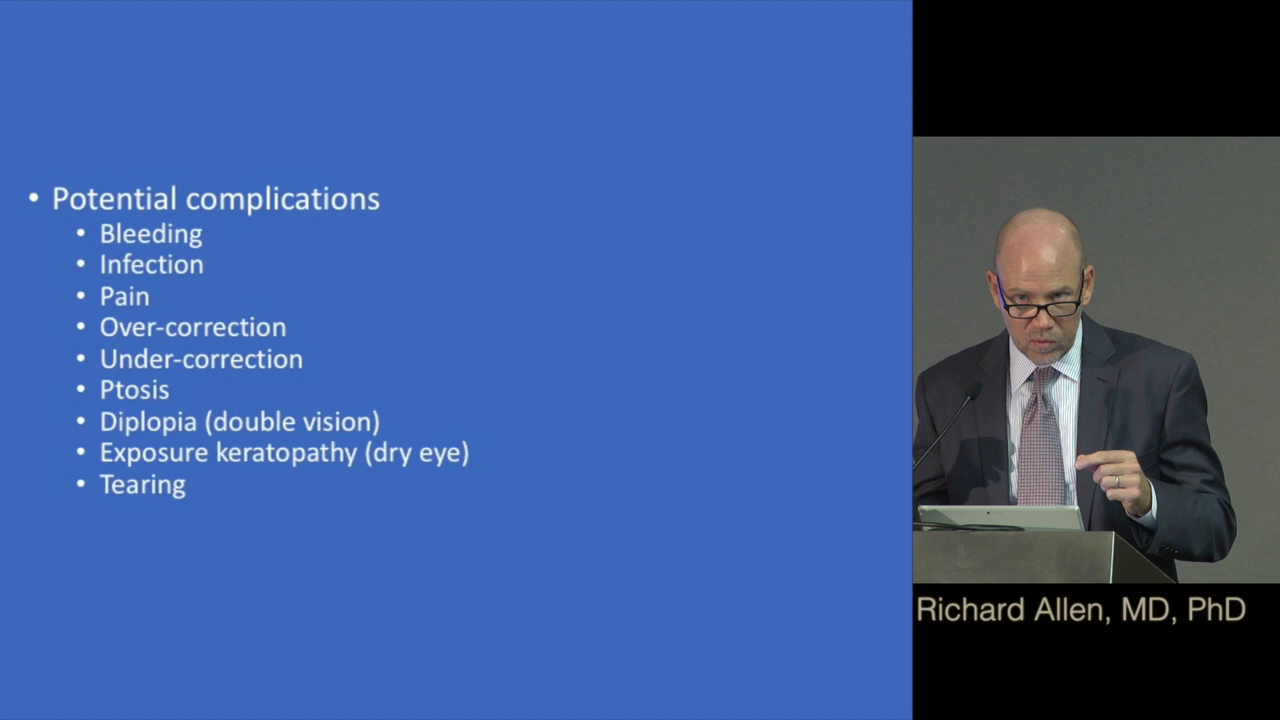 • Potential complications
• Bleeding
• Infection
• Pain
• Over-correction
• Under-correction
• Ptosis
• Diplopia (double vision)
• Exposure keratopathy (dry eye)
• Tearing
Richard Allen, MD, PhD